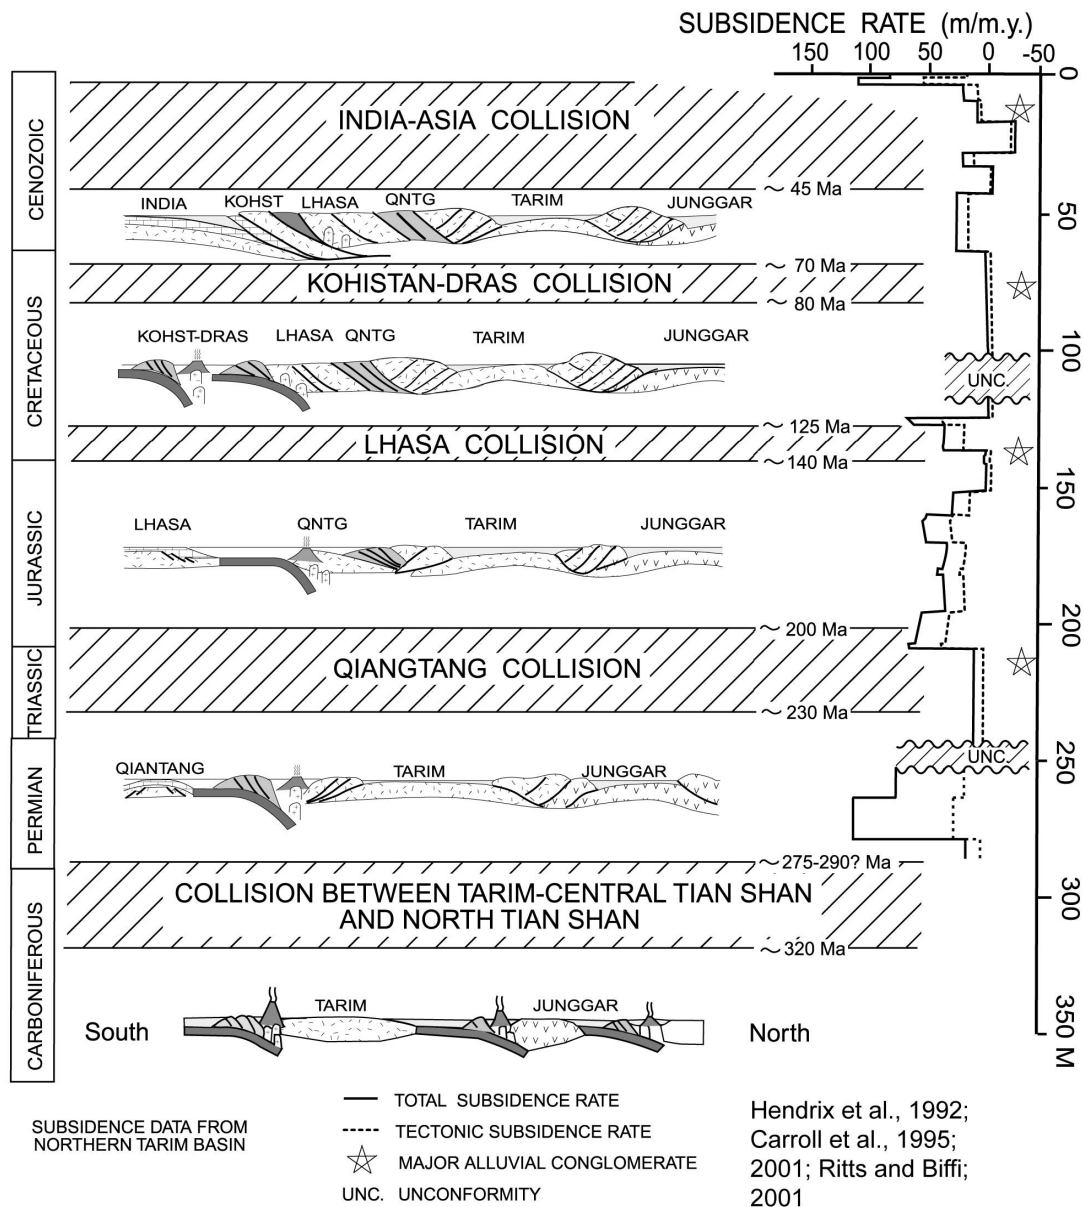 SUBSIDENCE RATE (m/m.y.)
150 100 50 0 -50
0
50
100
150
200
250
300
350 M
CENOZOIC
CRETACEOUS
JURASSIC
TRIASSIC
PERMIAN
CARBONIFEROUS
INDIA-ASIA COLLISION
~ 45 Ma
INDIA KOHST LHASA QNTG TARIM JUNGGAR
~ 70 Ma
KOHISTAN-DRAS COLLISION
~ 80 Ma
KOHST-DRAS LHASA QNTG TARIM JUNGGAR
UNC.
~ 125 Ma
LHASA COLLISION
~ 140 Ma
LHASA QNTG TARIM JUNGGAR
~ 200 Ma
QIANGTANG COLLISION
~ 230 Ma
UNC.
QIANTANG TARIM JUNGGAR
~ 275-290? Ma
COLLISION BETWEEN TARIM-CENTRAL TIAN SHAN
AND NORTH TIAN SHAN
~ 320 Ma
TARIM JUNGGAR
South North
SUBSIDENCE DATA FROM
NORTHERN TARIM BASIN
TOTAL SUBSIDENCE RATE
TECTONIC SUBSIDENCE RATE
MAJOR ALLUVIAL CONGLOMERATE
UNC. UNCONFORMITY
Hendrix et al., 1992;
Carroll et al., 1995;
2001; Ritts and Biffi;
2001